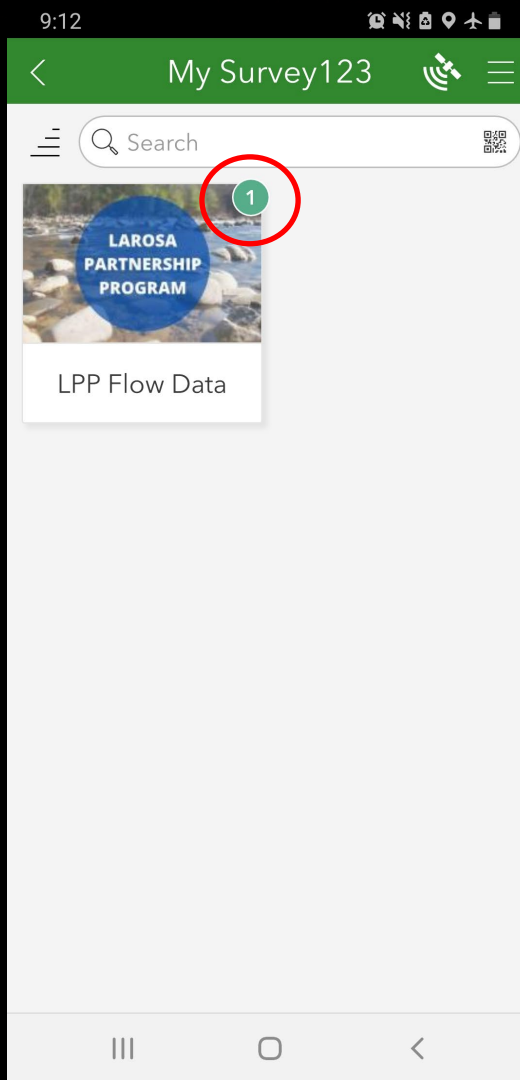 9:12
My Survey123
Search
1
LAROSA
PARTNERSHIP
PROGRAM
LPP Flow Data